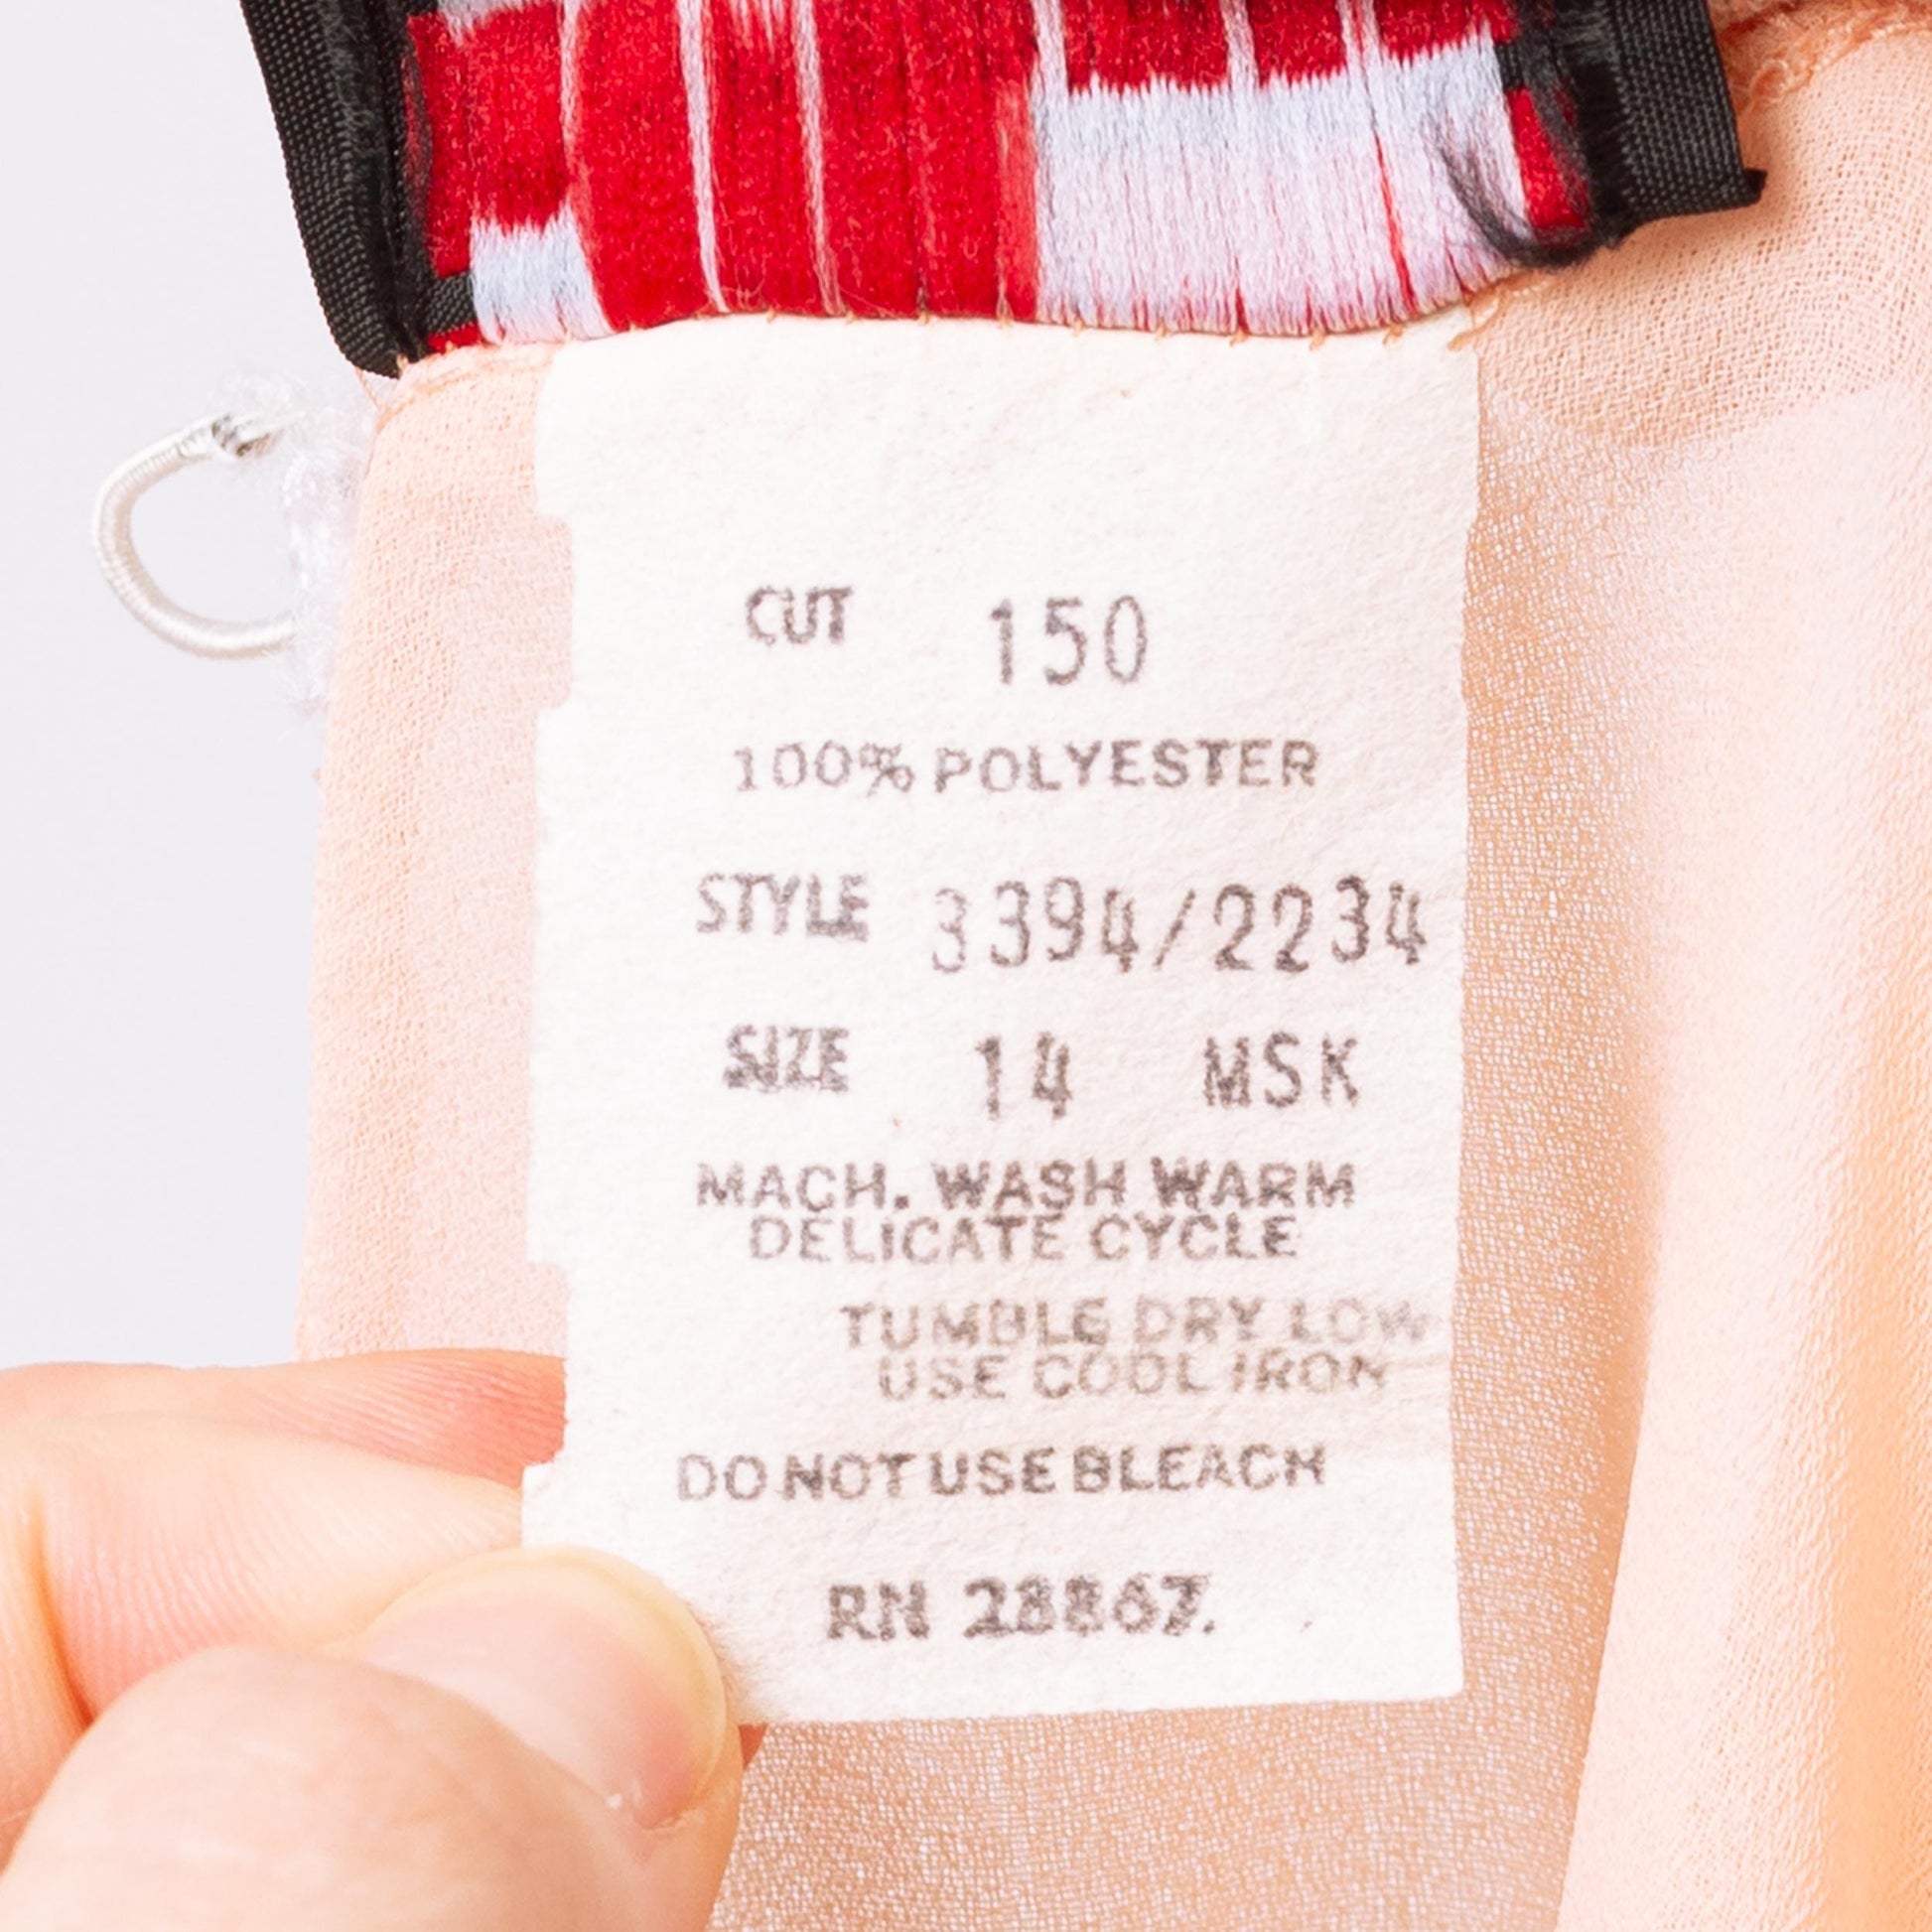 CUT 150
100% POLYESTER
STYLE 3394/2234
SIZE 14 MSK
MACH. WASH WARM
DELICATE CYCLE
TUMBLE DRY LOW
USE COOL IRON
DO NOT USE BLEACH
RN 28867.